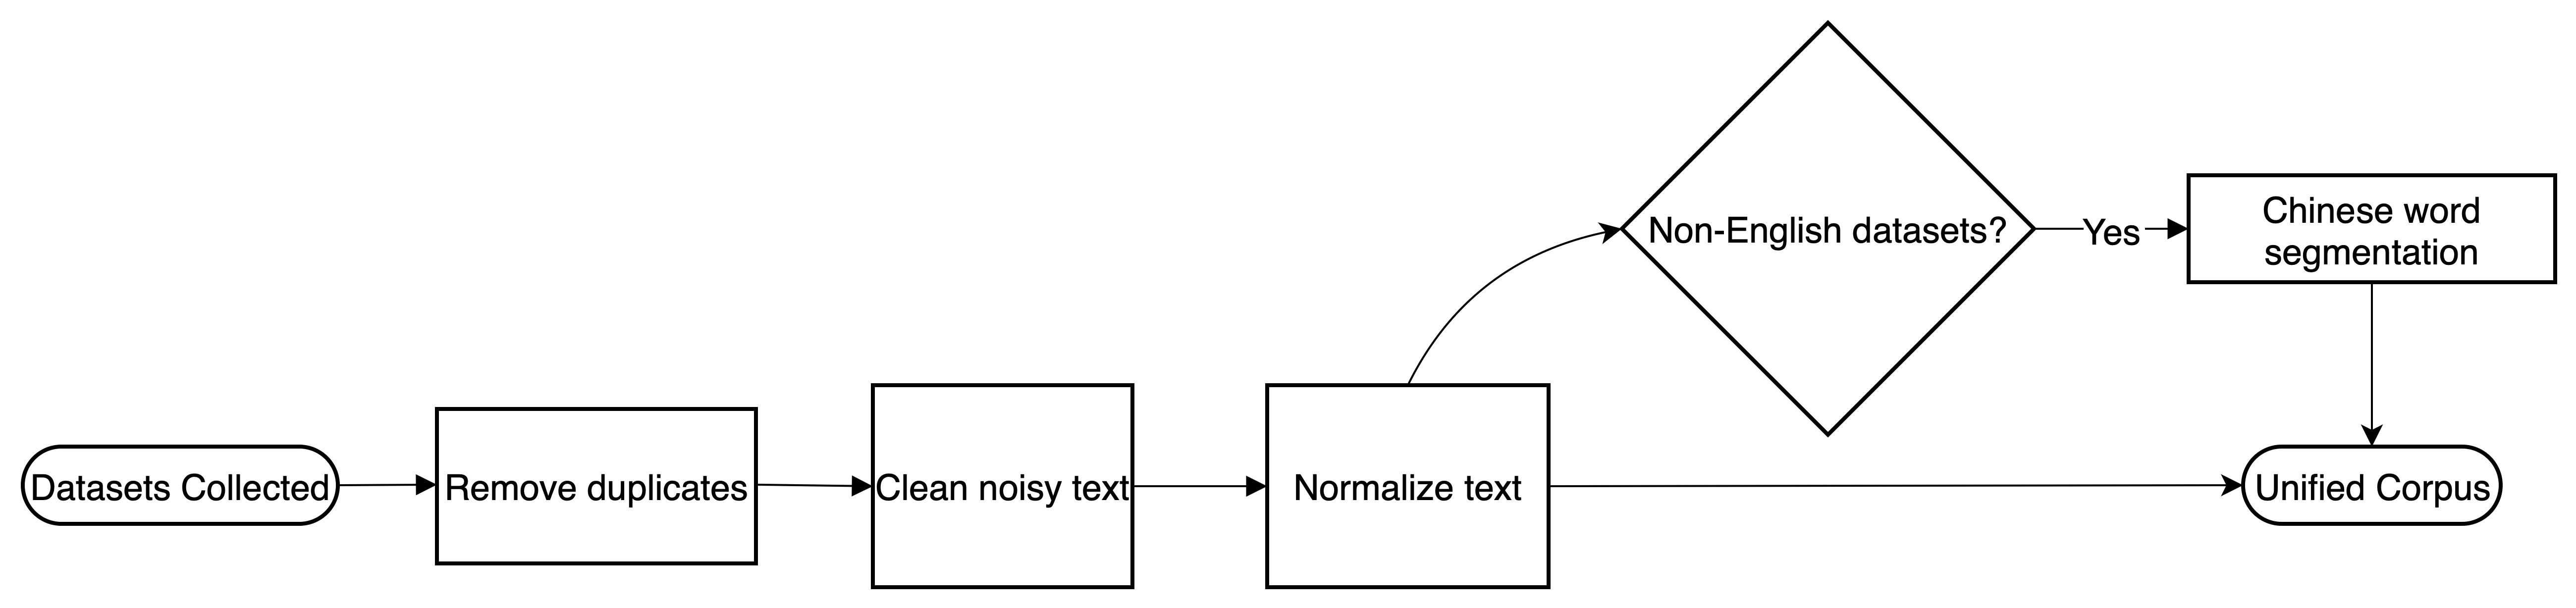 Datasets Collected
Remove duplicates
Clean noisy text
Normalize text
Non-English datasets?
Yes
Chinese word
segmentation
Unified Corpus